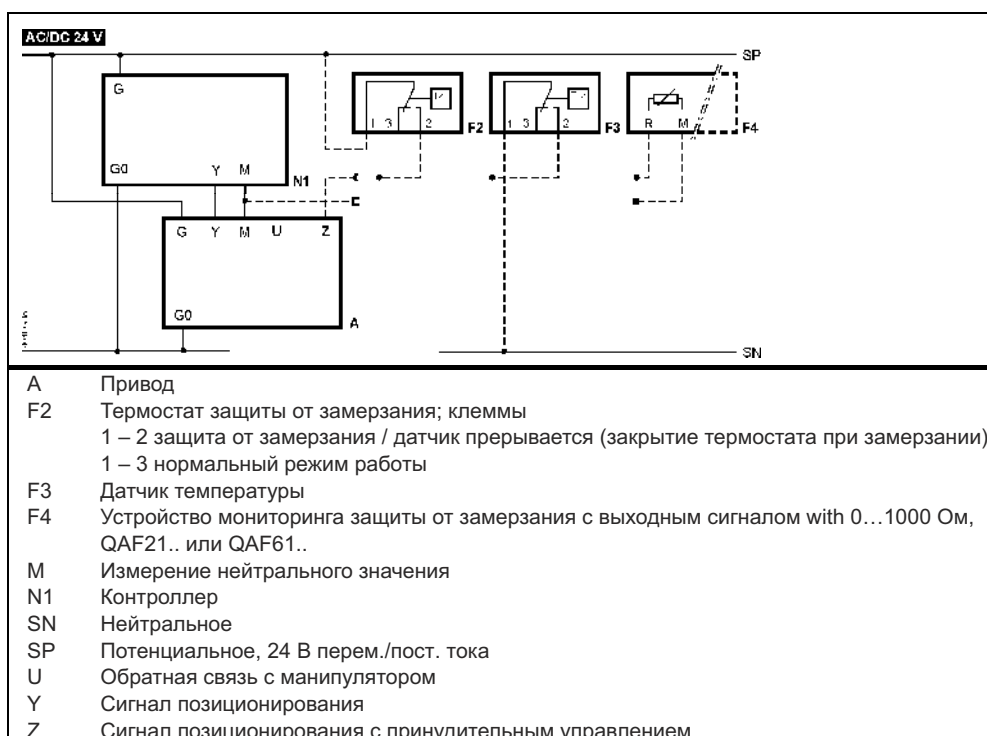 AC/DC 24 V
SP
G
1 3 2 F2
1 3 2 F3
R M F4
G0 Y M N1
G Y M U Z
G0
A
SN
A Привод
F2 Термостат защиты от замерзания; клеммы
1 – 2 защита от замерзания / датчик прерывается (закрытие термостата при замерзании)
1 – 3 нормальный режим работы
F3 Датчик температуры
F4 Устройство мониторинга защиты от замерзания с выходным сигналом with 0…1000 Ом,
QAF21.. или QAF61..
M Измерение нейтрального значения
N1 Контроллер
SN Нейтральное
SP Потенциальное, 24 В перем./пост. тока
U Обратная связь с манипулятором
Y Сигнал позиционирования
Z Сигнал позиционирования с принудительным управлением